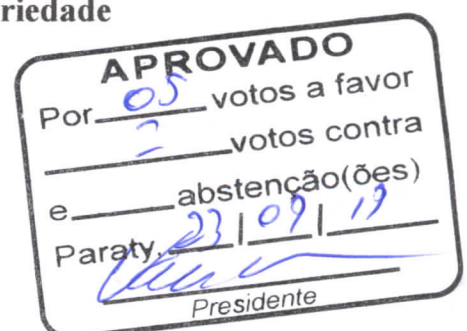 riedade
APROVADO
Por 05 votos a favor
votos contra
e abstenção(ões)
Paraty, 23 | 09 | 19
Presidente